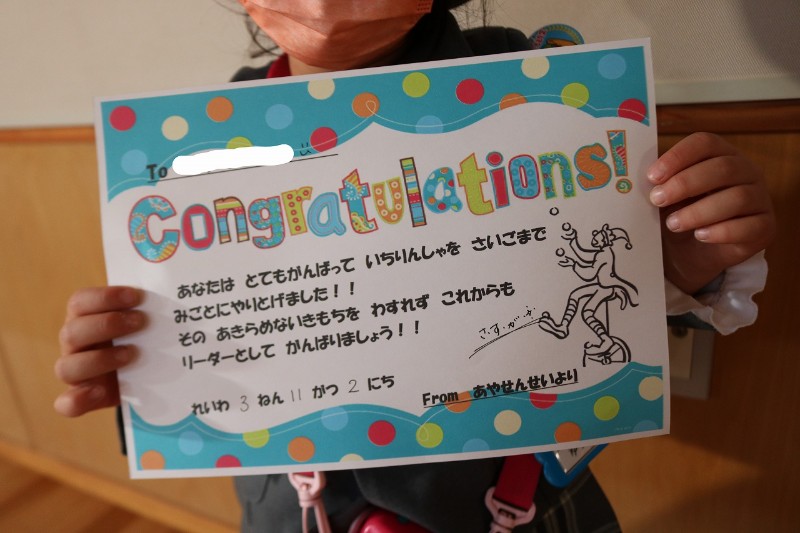 To
Congratulations!
あなたは とてもがんばって いちりんしゃを さいごまで
みごとにやりとげました！！
その あきらめないきもちを わすれず これからも
リーダーとして がんばりましょう！！
さ・す・が・ふ
れいわ 3 ねん 11 がつ 2 にち
From あやせんせいより